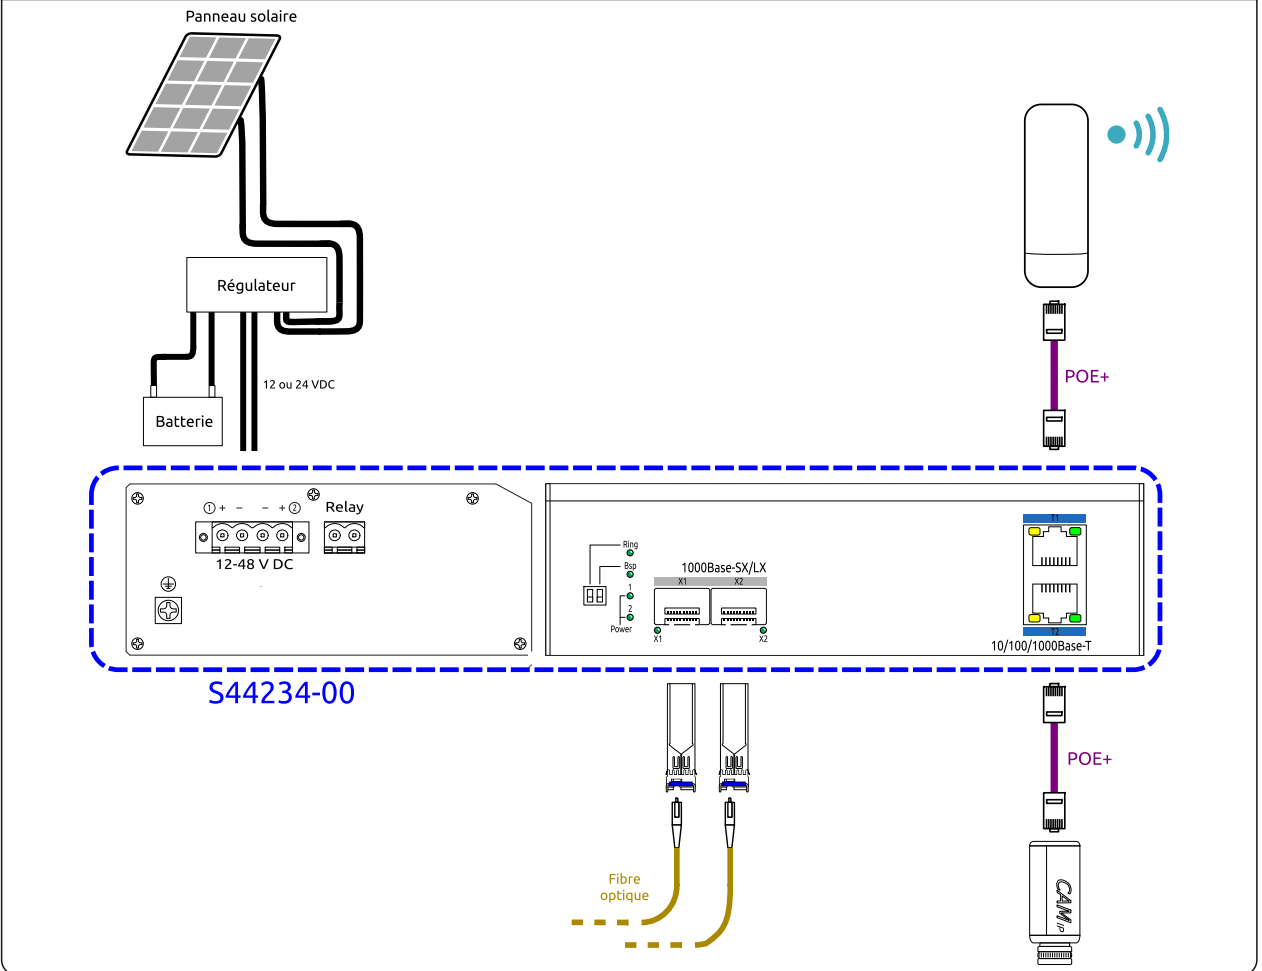 Panneau solaire
Régulateur
12 ou 24 VDC
Batterie
POE+
① + − − + ②
Relay
12-48 V DC
Ring
Bsp
1
2
Power
1000Base-SX/LX
X1 X2
X1 X2
T1
T2
10/100/1000Base-T
S44234-00
POE+
Fibre
optique
CAM IP